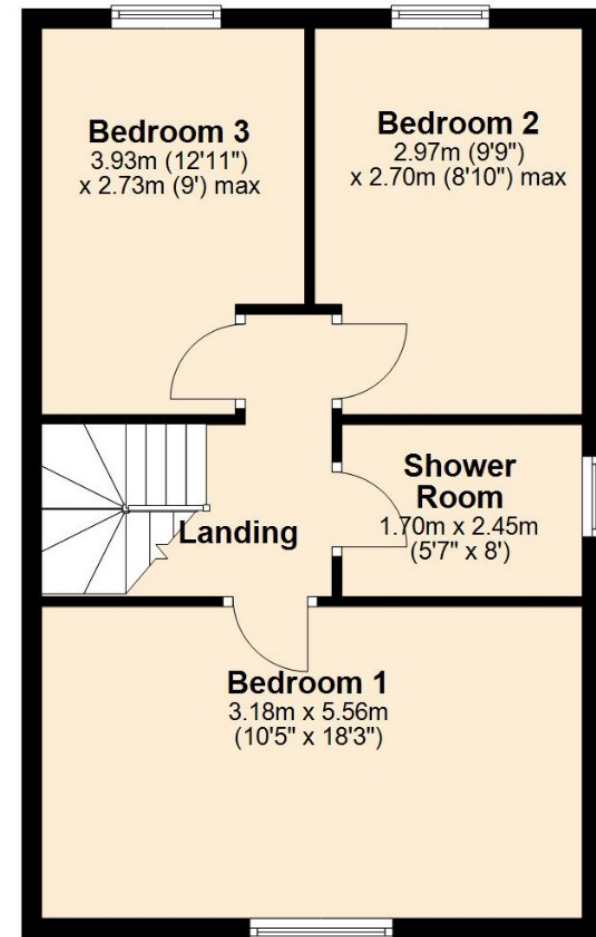 Bedroom 3
3.93m (12'11")
x 2.73m (9') max
Bedroom 2
2.97m (9'9")
x 2.70m (8'10") max
Shower
Room
1.70m x 2.45m
(5'7" x 8')
Landing
Bedroom 1
3.18m x 5.56m
(10'5" x 18'3")